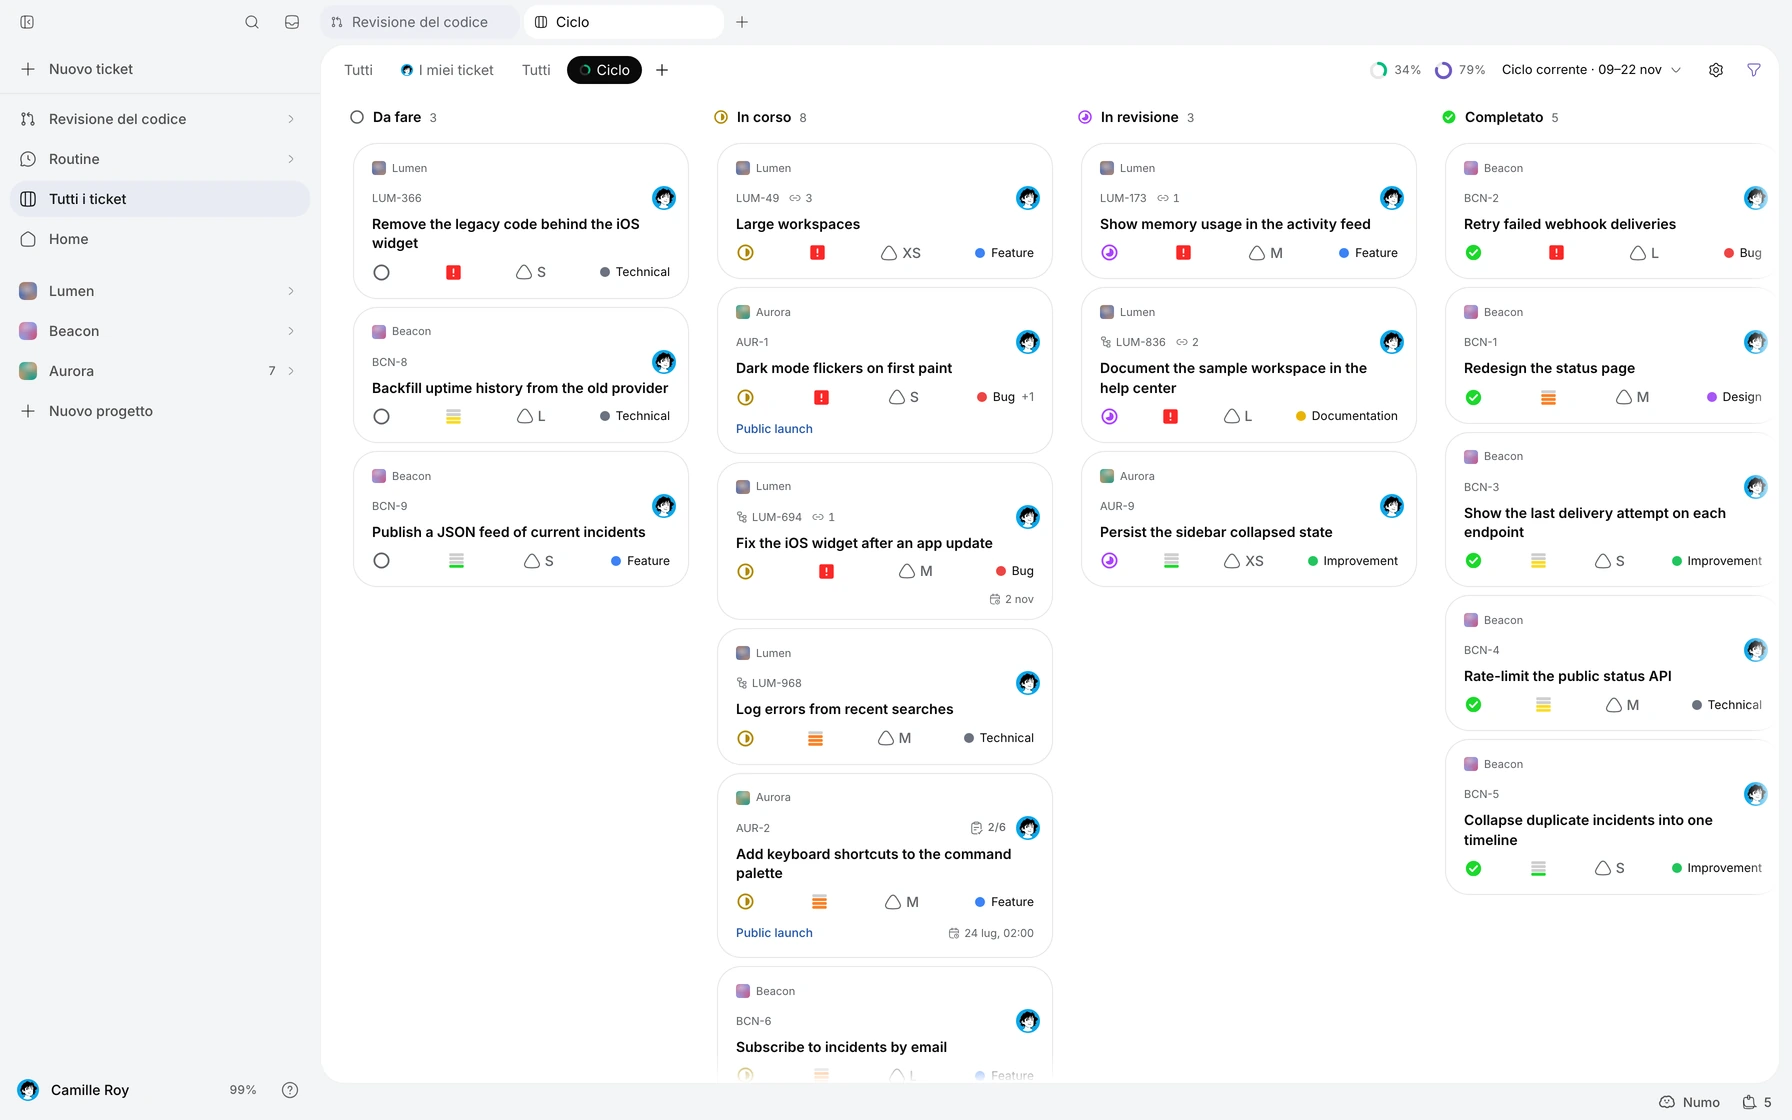 Revisione del codice
Ciclo
Nuovo ticket
Revisione del codice
Routine
Tutti i ticket
Home
Lumen
Beacon
Aurora 7
Nuovo progetto
Camille Roy 99%
Tutti
I miei ticket
Tutti
Ciclo
34%
79%
Ciclo corrente · 09–22 nov
Da fare 3
Lumen
LUM-366
Remove the legacy code behind the iOS
widget
S
Technical
Beacon
BCN-8
Backfill uptime history from the old provider
L
Technical
Beacon
BCN-9
Publish a JSON feed of current incidents
S
Feature
In corso 8
Lumen
LUM-49 3
Large workspaces
XS
Feature
Aurora
AUR-1
Dark mode flickers on first paint
S
Bug +1
Public launch
Lumen
LUM-694 1
Fix the iOS widget after an app update
M
Bug
2 nov
Lumen
LUM-968
Log errors from recent searches
M
Technical
Aurora
AUR-2 2/6
Add keyboard shortcuts to the command
palette
M
Feature
Public launch
24 lug, 02:00
Beacon
BCN-6
Subscribe to incidents by email
L
Feature
In revisione 3
Lumen
LUM-173 1
Show memory usage in the activity feed
M
Feature
Lumen
LUM-836 2
Document the sample workspace in the
help center
L
Documentation
Aurora
AUR-9
Persist the sidebar collapsed state
XS
Improvement
Completato 5
Beacon
BCN-2
Retry failed webhook deliveries
L
Bug
Beacon
BCN-1
Redesign the status page
M
Design
Beacon
BCN-3
Show the last delivery attempt on each
endpoint
S
Improvement
Beacon
BCN-4
Rate-limit the public status API
M
Technical
Beacon
BCN-5
Collapse duplicate incidents into one
timeline
S
Improvement
Numo
5